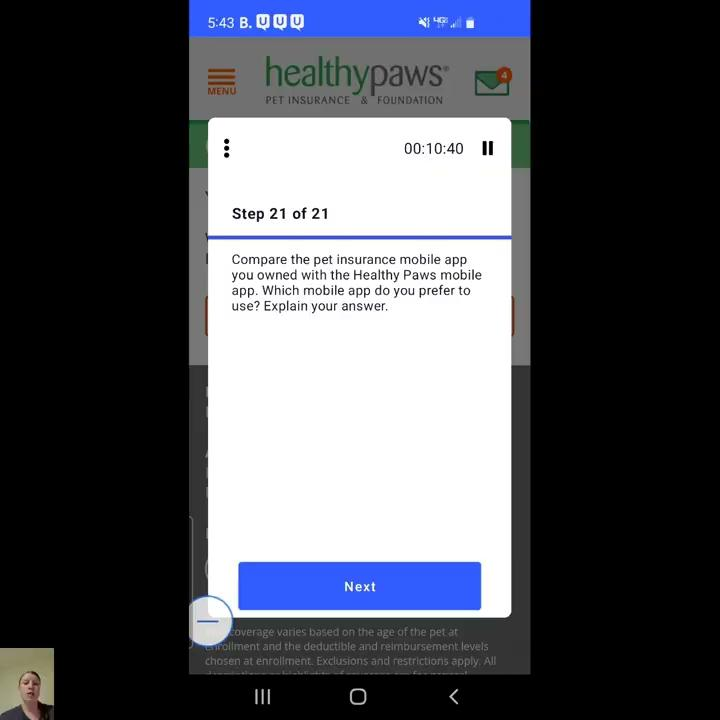 5:43 B.
4G
healthypaws
PET INSURANCE & FOUNDATION
MENU
4
00:10:40
Step 21 of 21
Compare the pet insurance mobile app
you owned with the Healthy Paws mobile
app. Which mobile app do you prefer to
use? Explain your answer.
Next
coverage varies based on the age of the pet at
enrollment and the deductible and reimbursement levels
chosen at enrollment. Exclusions and restrictions apply. All